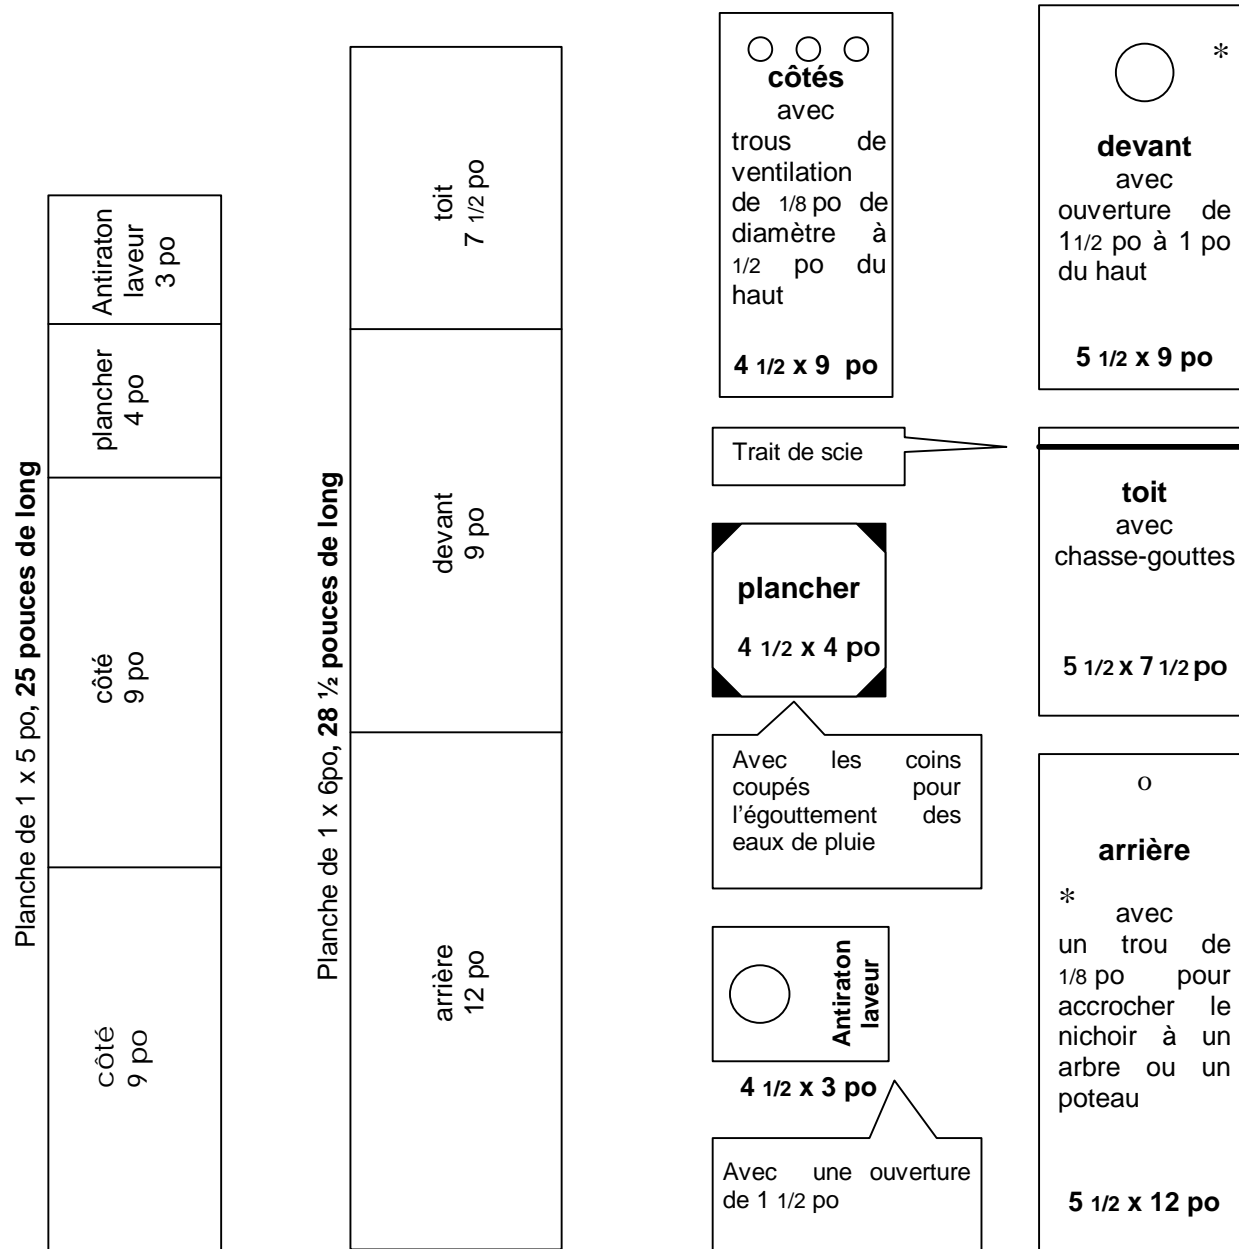 Planche de 1 x 5 po, 25 pouces de long
Antiraton
laveur
3 po
plancher
4 po
côté
9 po
côté
9 po
Planche de 1 x 6po, 28 ½ pouces de long
toit
7 1/2 po
devant
9 po
arrière
12 po
côtés
avec
trous de
ventilation
de 1/8 po de
diamètre à
1/2 po du
haut
4 1/2 x 9 po
Trait de scie
plancher
4 1/2 x 4 po
Avec les coins
coupés pour
l'égouttement des
eaux de pluie
Antiraton
laveur
4 1/2 x 3 po
Avec une ouverture
de 1 1/2 po
*
devant
avec
ouverture de
11/2 po à 1 po
du haut
5 1/2 x 9 po
toit
avec
chasse-gouttes
5 1/2 x 7 1/2 po
o
arrière
*
avec
un trou de
1/8 po pour
accrocher le
nichoir à un
arbre ou un
poteau
5 1/2 x 12 po